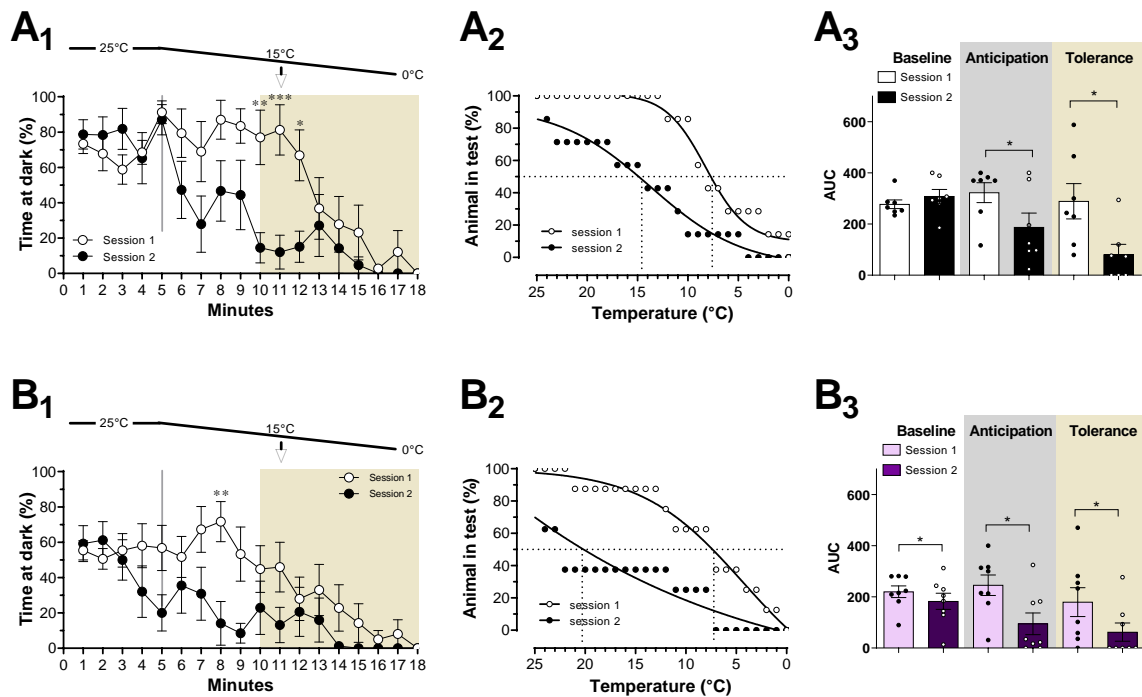 A1
25°C
15°C
0°C
** *** *
Time at dark (%)
100
80
60
40
20
0
Session 1
Session 2
0 1 2 3 4 5 6 7 8 9 10 11 12 13 14 15 16 17 18
Minutes
A2
Animal in test (%)
100
80
60
40
20
0
session 1
session 2
25 20 15 10 5 0
Temperature (°C)
A3
Baseline Anticipation Tolerance
Session 1
Session 2
* *
AUC
600
400
200
0
B1
25°C
15°C
0°C
**
Time at dark (%)
100
80
60
40
20
0
Session 1
Session 2
0 1 2 3 4 5 6 7 8 9 10 11 12 13 14 15 16 17 18
Minutes
B2
Animal in test (%)
100
80
60
40
20
0
session 1
session 2
25 20 15 10 5 0
Temperature (°C)
B3
Baseline Anticipation Tolerance
Session 1
Session 2
* * *
AUC
600
400
200
0